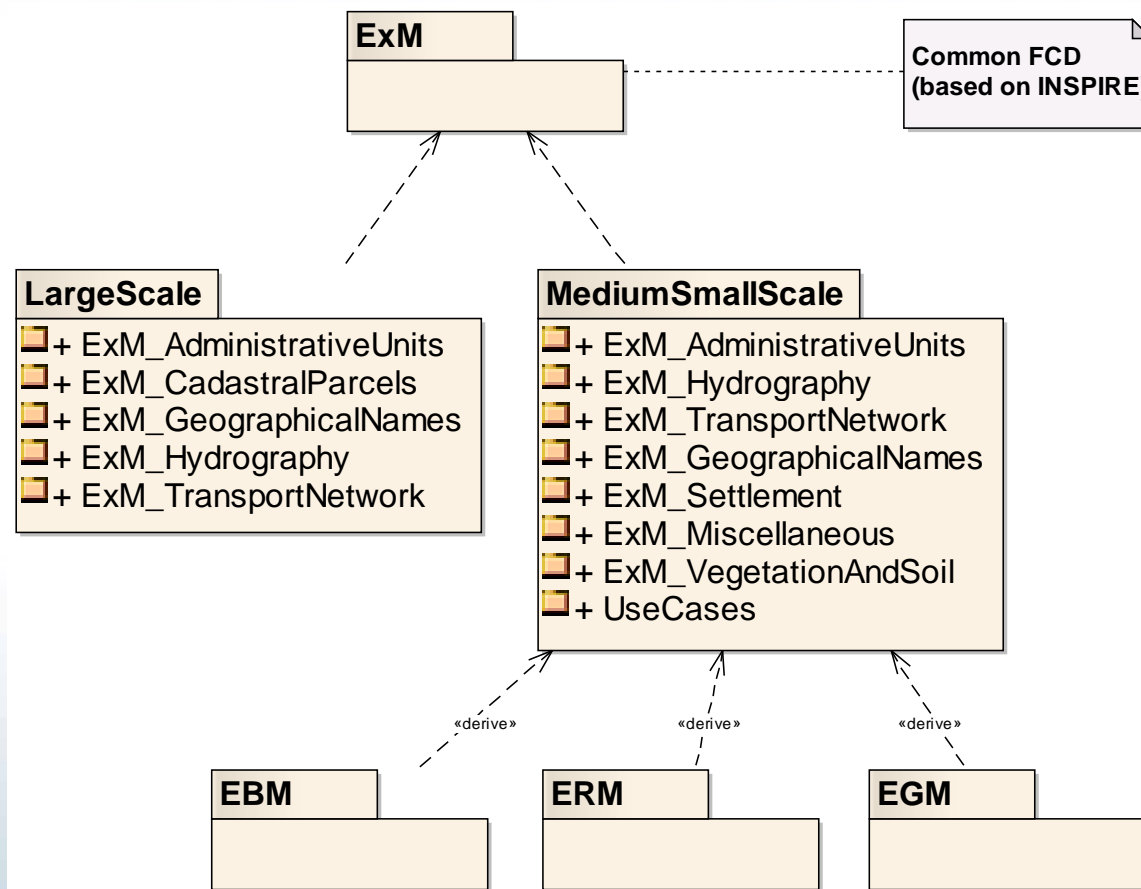 ExM
Common FCD
(based on INSPIRE
LargeScale
+ ExM_AdministrativeUnits
+ ExM_CadastralParcels
+ ExM_GeographicalNames
+ ExM_Hydrography
+ ExM_TransportNetwork
MediumSmallScale
+ ExM_AdministrativeUnits
+ ExM_Hydrography
+ ExM_TransportNetwork
+ ExM_GeographicalNames
+ ExM_Settlement
+ ExM_Miscellaneous
+ ExM_VegetationAndSoil
+ UseCases
«derive»
«derive»
«derive»
EBM
ERM
EGM